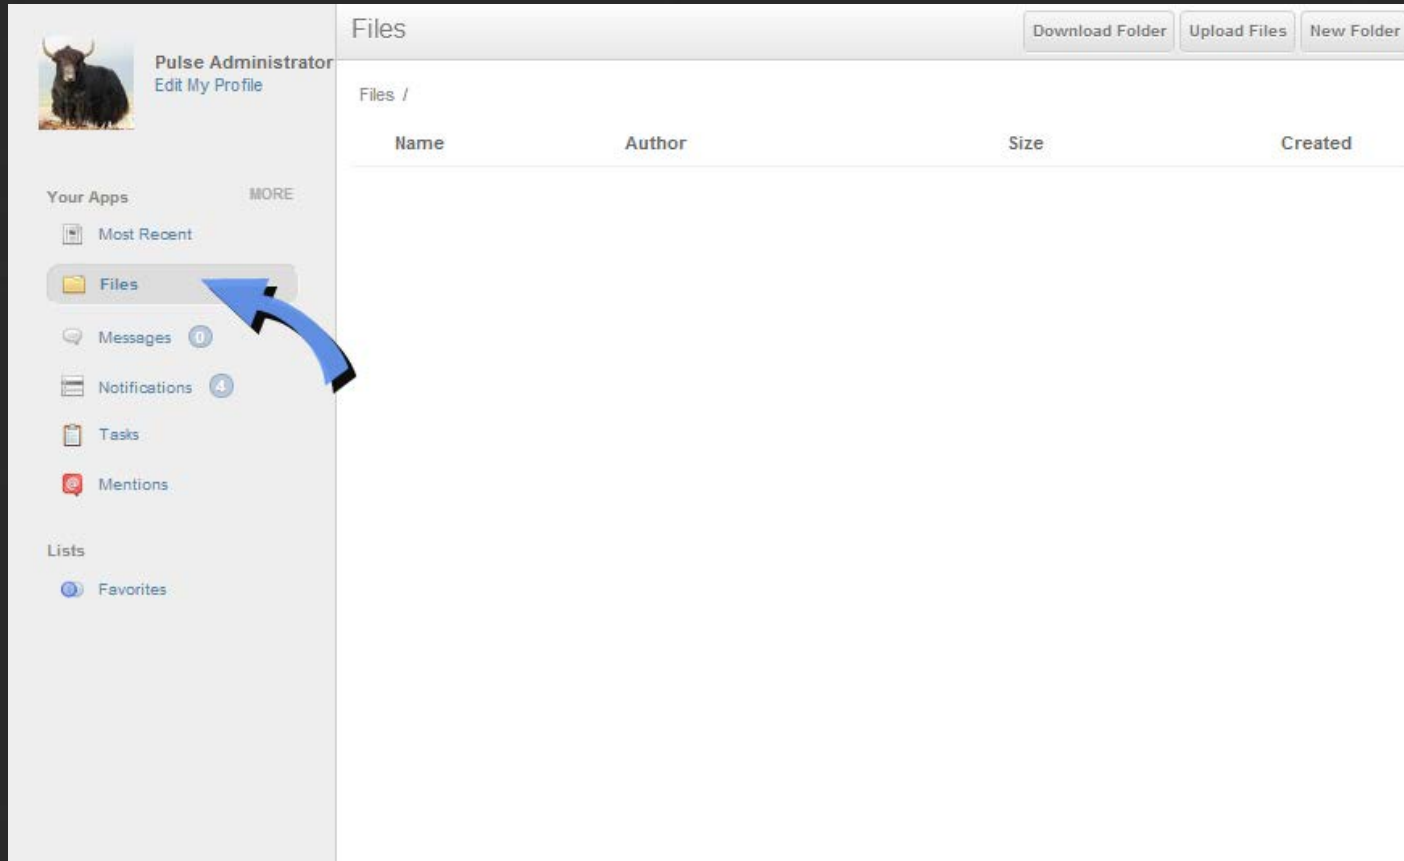 Pulse Administrator
Edit My Profile
Your Apps MORE
Most Recent
Files
Messages 0
Notifications 4
Tasks
Mentions
Lists
Favorites
Files
Download Folder Upload Files New Folder
Files /
Name Author Size Created